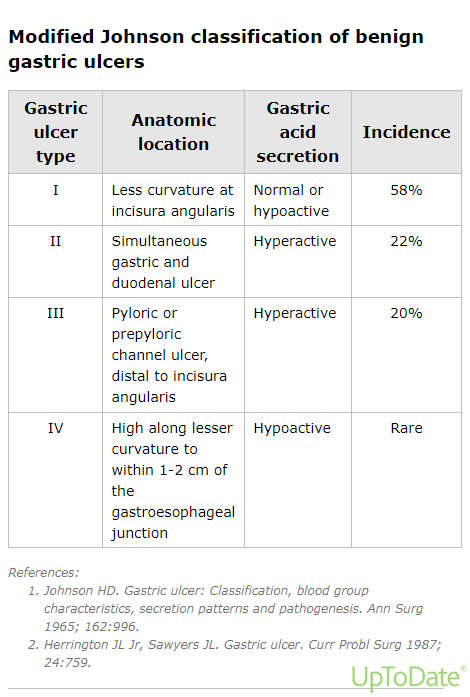 Modified Johnson classification of benign
gastric ulcers
Gastric
ulcer
type
Anatomic
location
Gastric
acid
secretion
Incidence
I
Less curvature at
incisura angularis
Normal or
hypoactive
58%
II
Simultaneous
gastric and
duodenal ulcer
Hyperactive
22%
III
Pyloric or
prepyloric
channel ulcer,
distal to incisura
angularis
Hyperactive
20%
IV
High along lesser
curvature to
within 1-2 cm of
the
gastroesophageal
junction
Hypoactive
Rare
References:
1. Johnson HD. Gastric ulcer: Classification, blood group
characteristics, secretion patterns and pathogenesis. Ann Surg
1965; 162:996.
2. Herrington JL Jr, Sawyers JL. Gastric ulcer. Curr Probl Surg 1987;
24:759.
UpToDate®